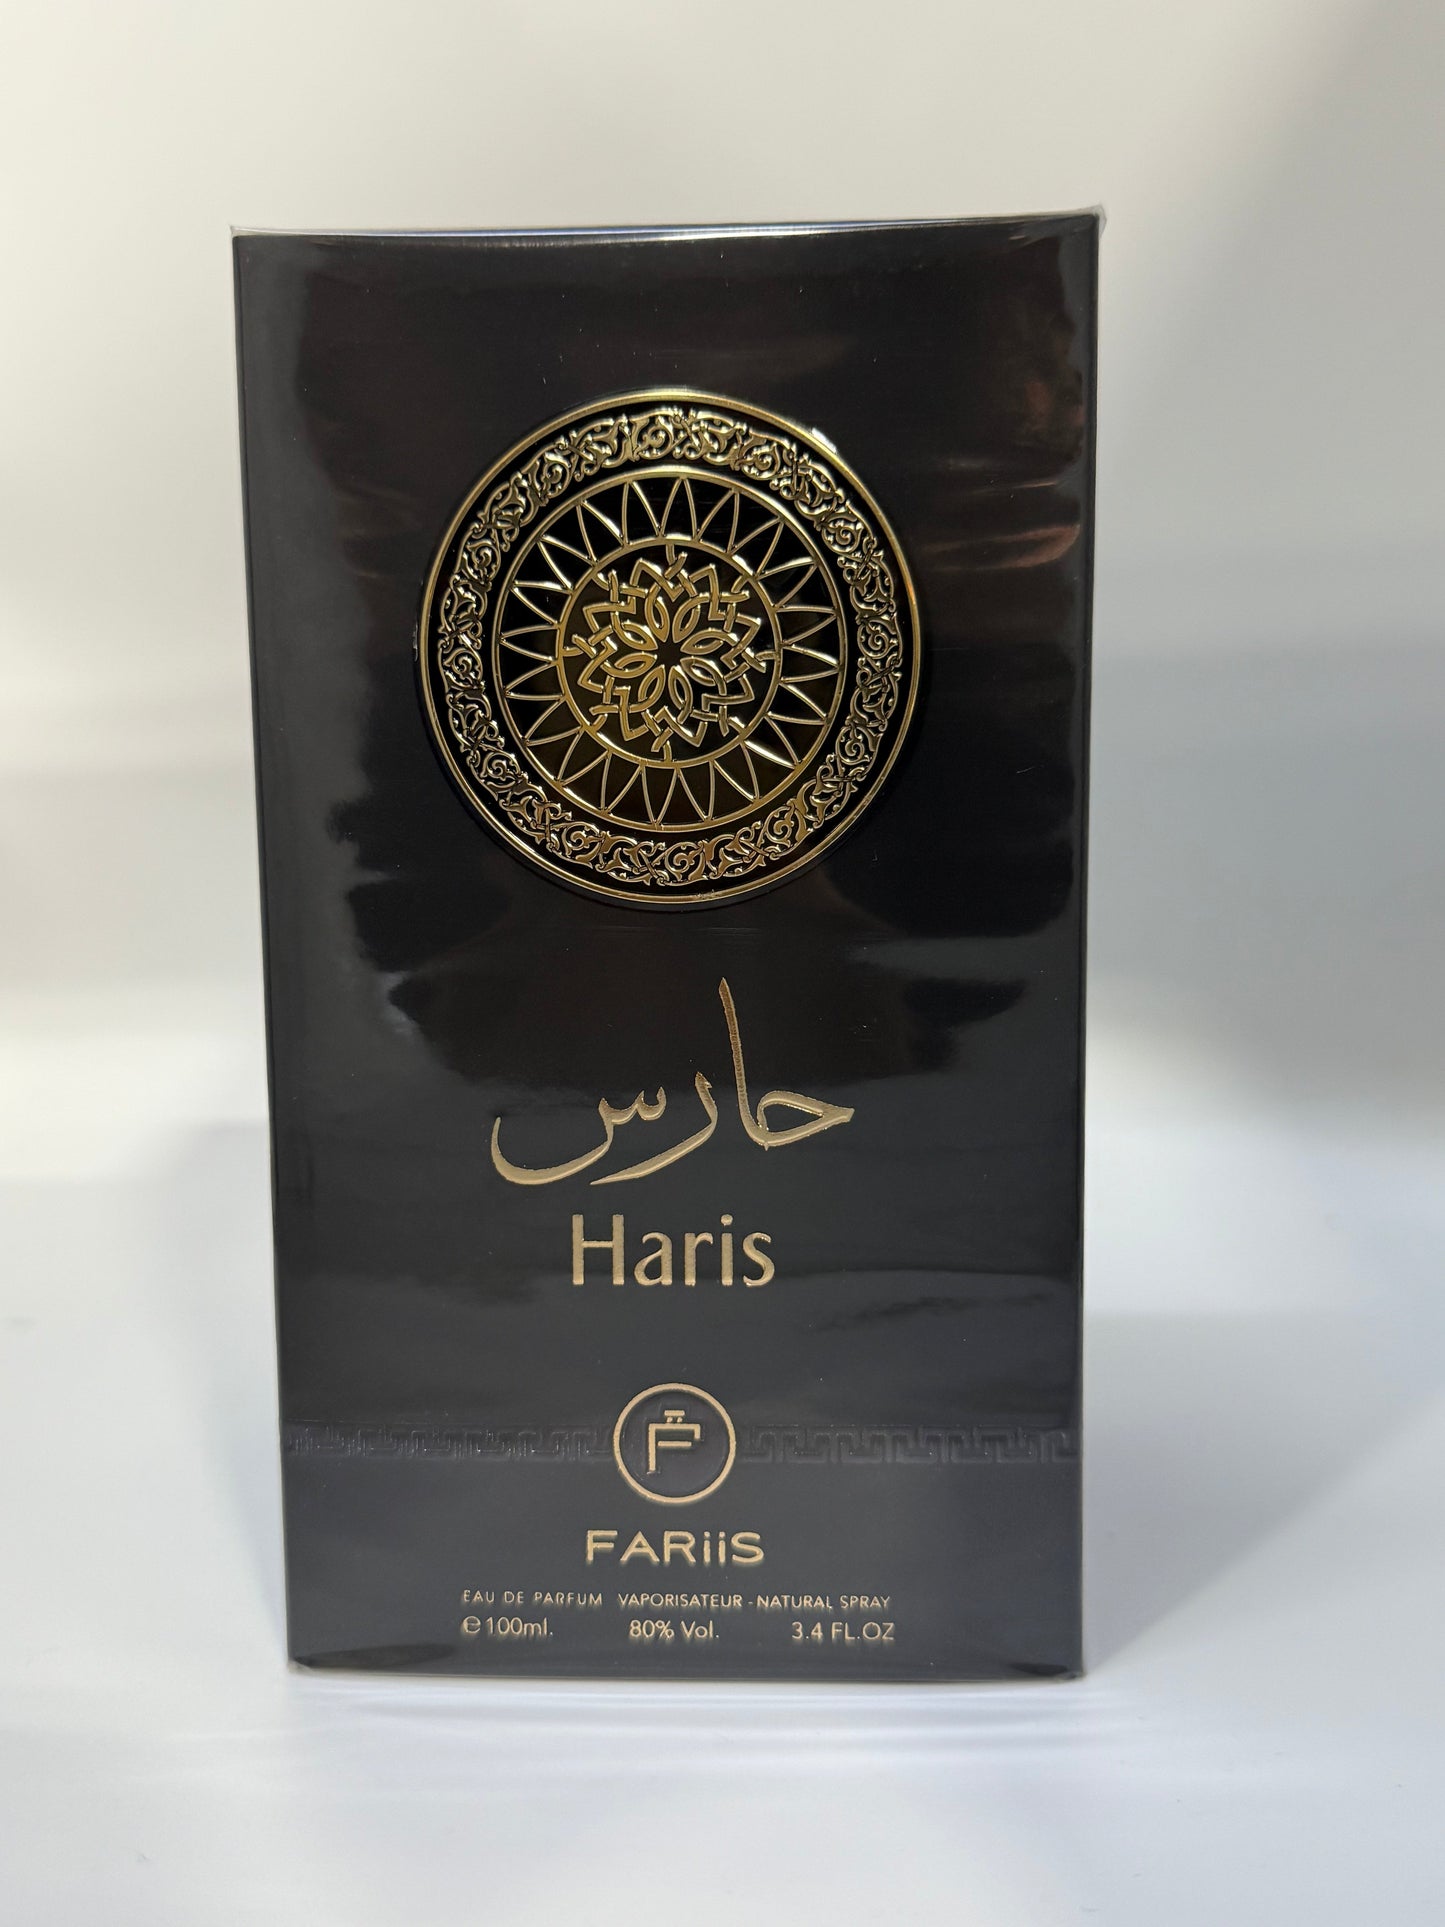 حارس
Haris
FARiiS
EAU DE PARFUM VAPORISATEUR - NATURAL SPRAY
℮100ml. 80% Vol. 3.4 FL.OZ